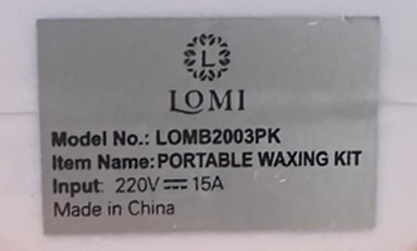 L
LOMI
Model No.: LOMB2003PK
Item Name: PORTABLE WAXING KIT
Input: 220V ⎓ 15A
Made in China